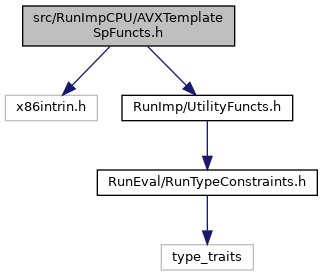 src/RunImpCPU/AVXTemplate
SpFuncts.h
x86intrin.h
RunImp/UtilityFuncts.h
RunEval/RunTypeConstraints.h
type_traits